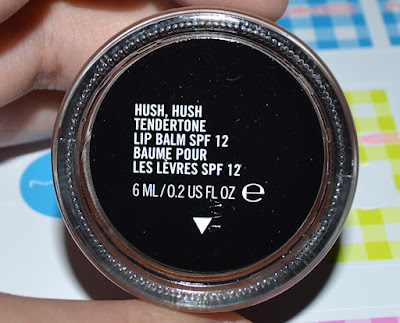 HUSH, HUSH
TENDERTONE
LIP BALM SPF 12
BAUME POUR
LES LÈVRES SPF 12
6 ML/0.2 US FL OZ ℮